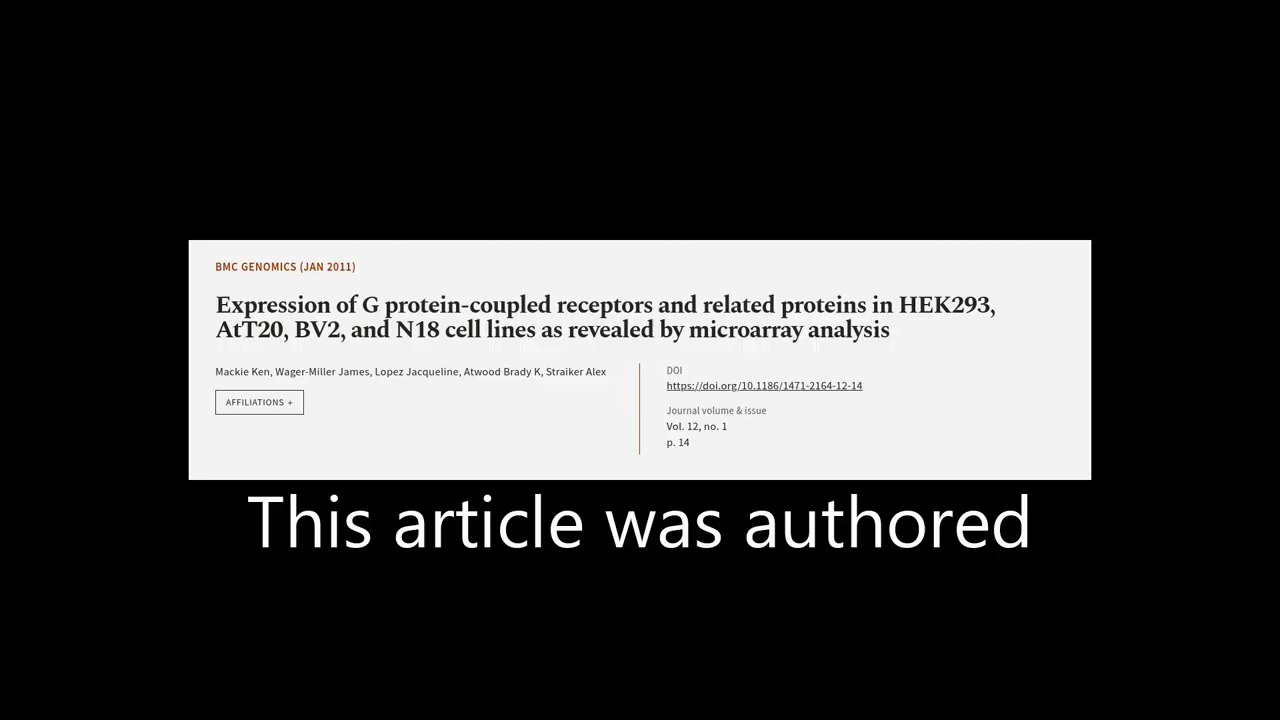 BMC GENOMICS (JAN 2011)
Expression of G protein-coupled receptors and related proteins in HEK293,
AtT20, BV2, and N18 cell lines as revealed by microarray analysis
Mackie Ken, Wager-Miller James, Lopez Jacqueline, Atwood Brady K, Straiker Alex
AFFILIATIONS +
DOI
https://doi.org/10.1186/1471-2164-12-14
Journal volume & issue
Vol. 12, no. 1
p. 14
This article was authored